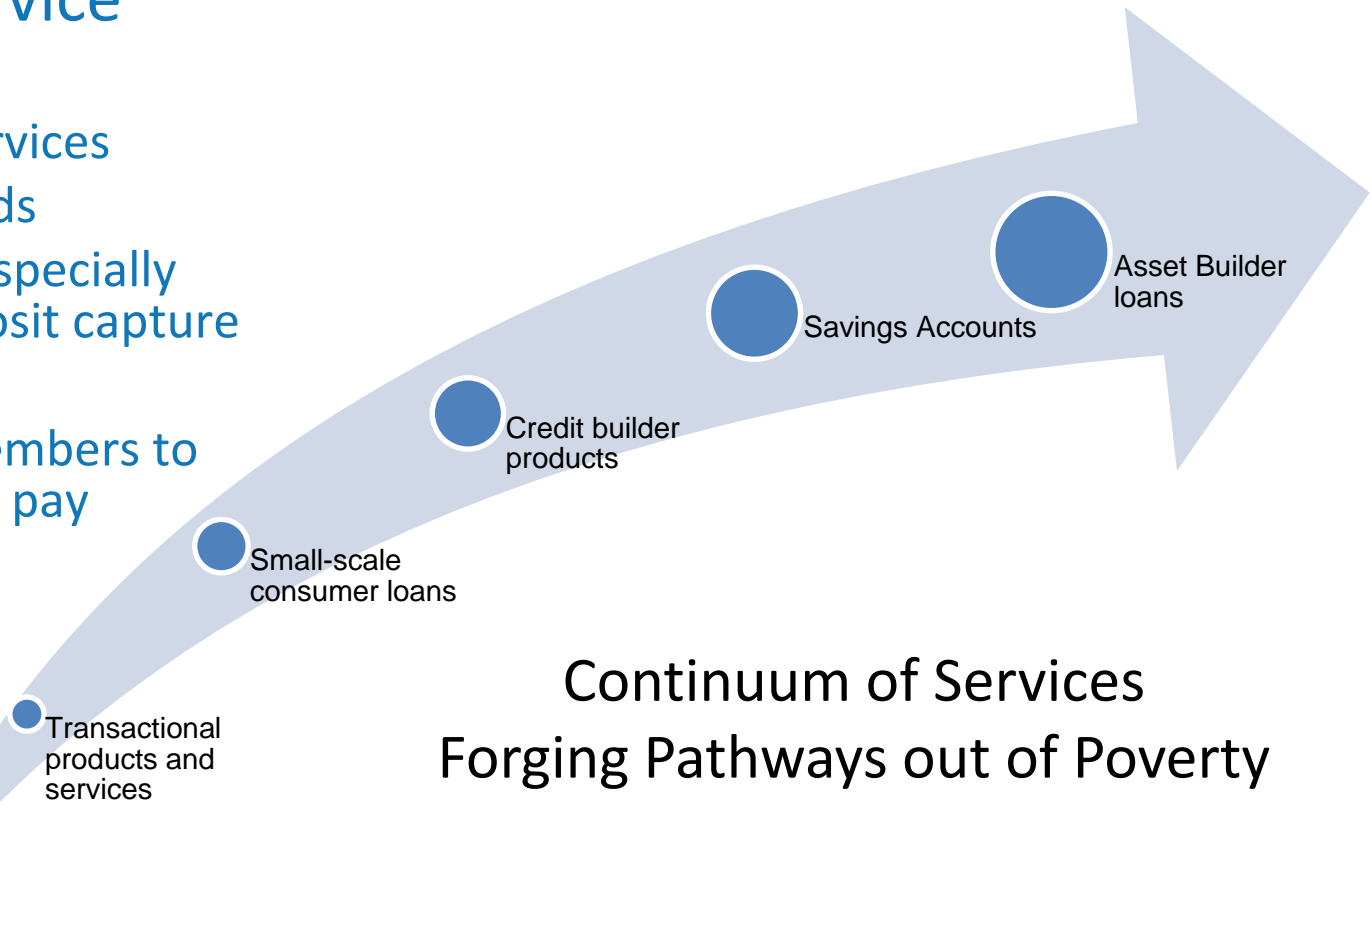 vice
rvices
ds
specially
osit capture
embers to
pay
Asset Builder
loans
Savings Accounts
Credit builder
products
Small-scale
consumer loans
Transactional
products and
services
Continuum of Services
Forging Pathways out of Poverty